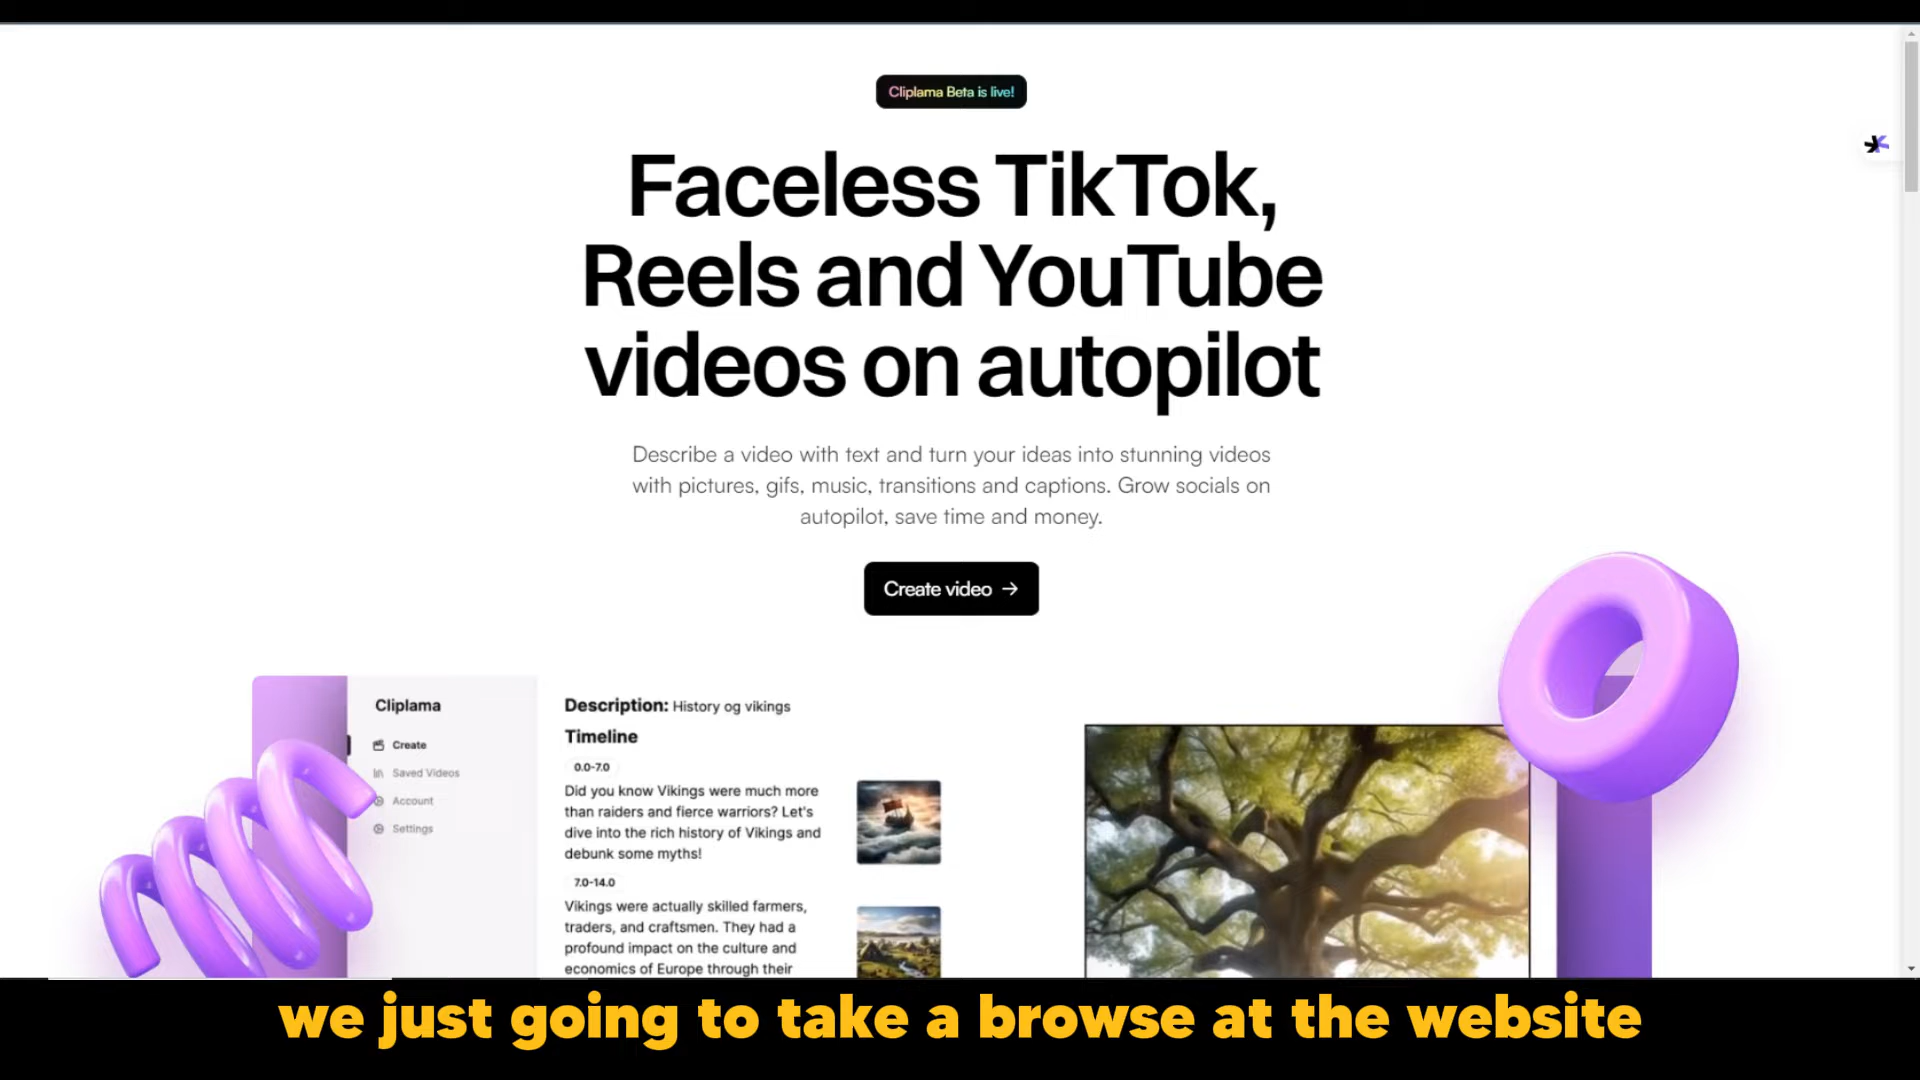 Cliplama Beta is live!
Faceless TikTok,
Reels and YouTube
videos on autopilot
Describe a video with text and turn your ideas into stunning videos
with pictures, gifs, music, transitions and captions. Grow socials on
autopilot, save time and money.
Create video →
Cliplama
Create
Saved Videos
Account
Settings
Description: History og vikings
Timeline
0.0-7.0
Did you know Vikings were much more
than raiders and fierce warriors? Let's
dive into the rich history of Vikings and
debunk some myths!
7.0-14.0
Vikings were actually skilled farmers,
traders, and craftsmen. They had a
profound impact on the culture and
economics of Europe through their
we just going to take a browse at the website